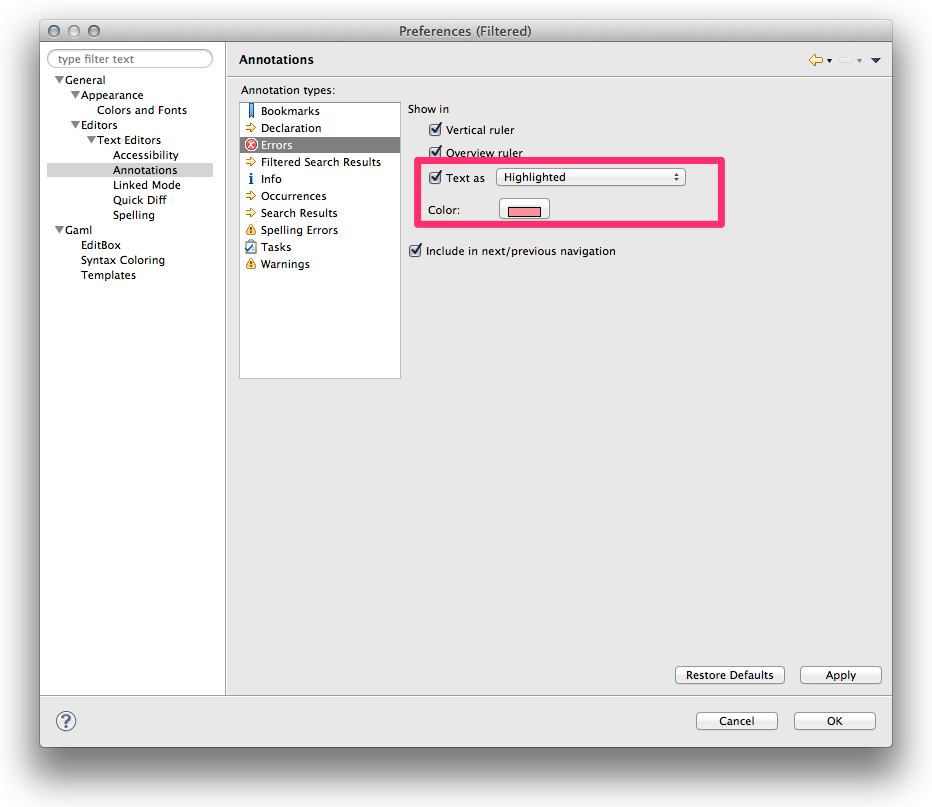 Preferences (Filtered)
type filter text
General
Appearance
Colors and Fonts
Editors
Text Editors
Accessibility
Annotations
Linked Mode
Quick Diff
Spelling
Gaml
EditBox
Syntax Coloring
Templates
Annotations
Annotation types:
Bookmarks
Declaration
Errors
Filtered Search Results
Info
Occurrences
Search Results
Spelling Errors
Tasks
Warnings
Show in
Vertical ruler
Overview ruler
Text as Highlighted
Color:
Include in next/previous navigation
Restore Defaults Apply
? Cancel OK